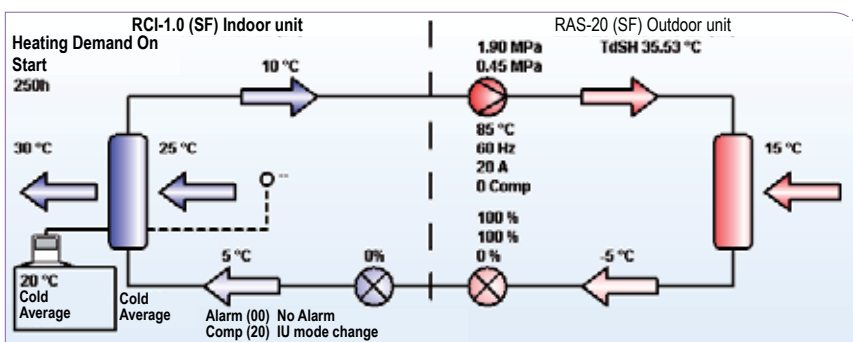 RCI-1.0 (SF) Indoor unit
RAS-20 (SF) Outdoor unit
Heating Demand On
Start
250h
10 °C
1.90 MPa
0.45 MPa
TdSH 35.53 °C
30 °C
25 °C
--
85 °C
60 Hz
20 A
0 Comp
15 °C
100 %
100 %
0 %
5 °C
0%
-5 °C
20 °C
Cold
Average
Cold
Average
Alarm (00) No Alarm
Comp (20) IU mode change